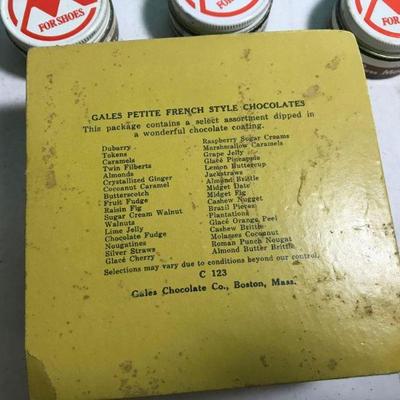 FOR SHOES
FOR SHOES
GALES PETITE FRENCH STYLE CHOCOLATES
This package contains a select assortment dipped in
a wonderful chocolate coating.
Dubarry
Tokens
Caramels
Twin Filberts
Almonds
Crystallized Ginger
Cocoanut Caramel
Butterscotch
Fruit Fudge
Raisin Fig
Sugar Cream Walnut
Walnuts
Lime Jelly
Chocolate Fudge
Nougatines
Silver Straws
Glacé Cherry
Raspberry Sugar Creams
Marshmallow Caramels
Grape Jelly
Glacé Pineapple
Lemon Buttercup
Jackstraws
Almond Brittle
Midget Date
Midget Fig
Cashew Nugget
Brazil Pieces
Plantations
Glacé Orange Peel
Cashew Brittle
Molasses Cocoanut
Roman Punch Nougat
Almond Butter Brittle
Selections may vary due to conditions beyond our control.
C 123
Gales Chocolate Co., Boston, Mass.